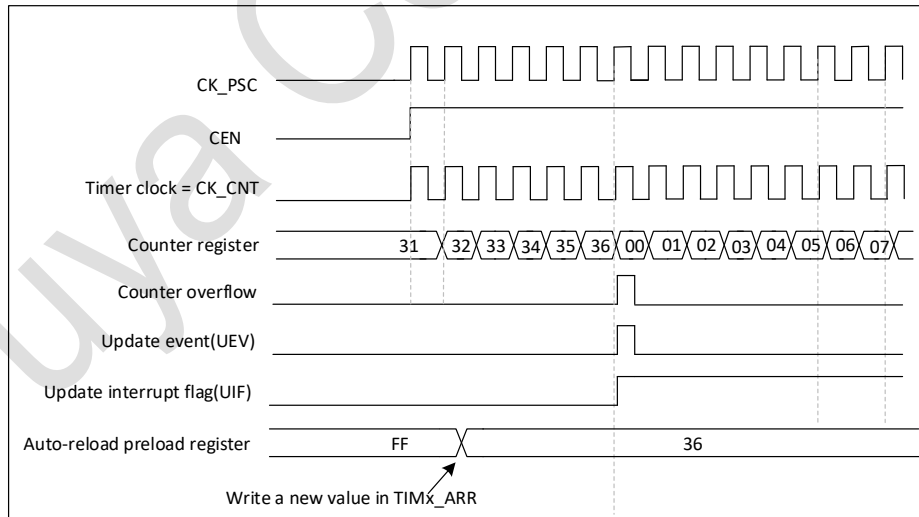 CK_PSC
CEN
Timer clock = CK_CNT
Counter register 31 32 33 34 35 36 00 01 02 03 04 05 06 07
Counter overflow
Update event(UEV)
Update interrupt flag(UIF)
Auto-reload preload register FF 36
Write a new value in TIMx_ARR
uya C